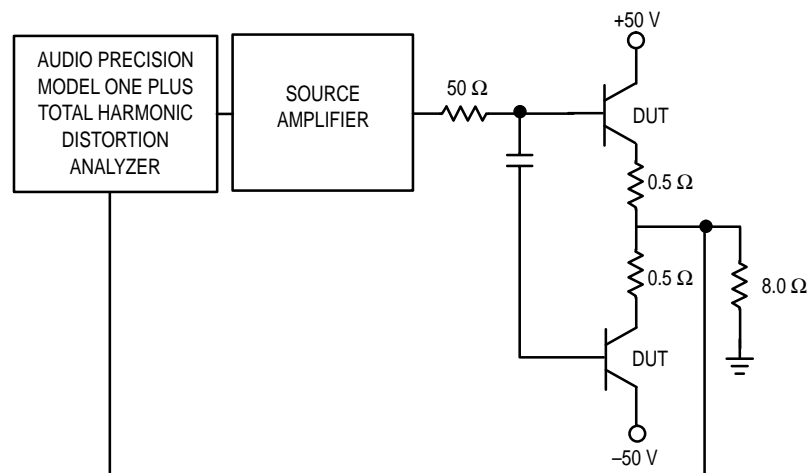 +50 V
AUDIO PRECISION
MODEL ONE PLUS
TOTAL HARMONIC
DISTORTION
ANALYZER
SOURCE
AMPLIFIER
50 Ω
DUT
0.5 Ω
0.5 Ω
8.0 Ω
DUT
–50 V